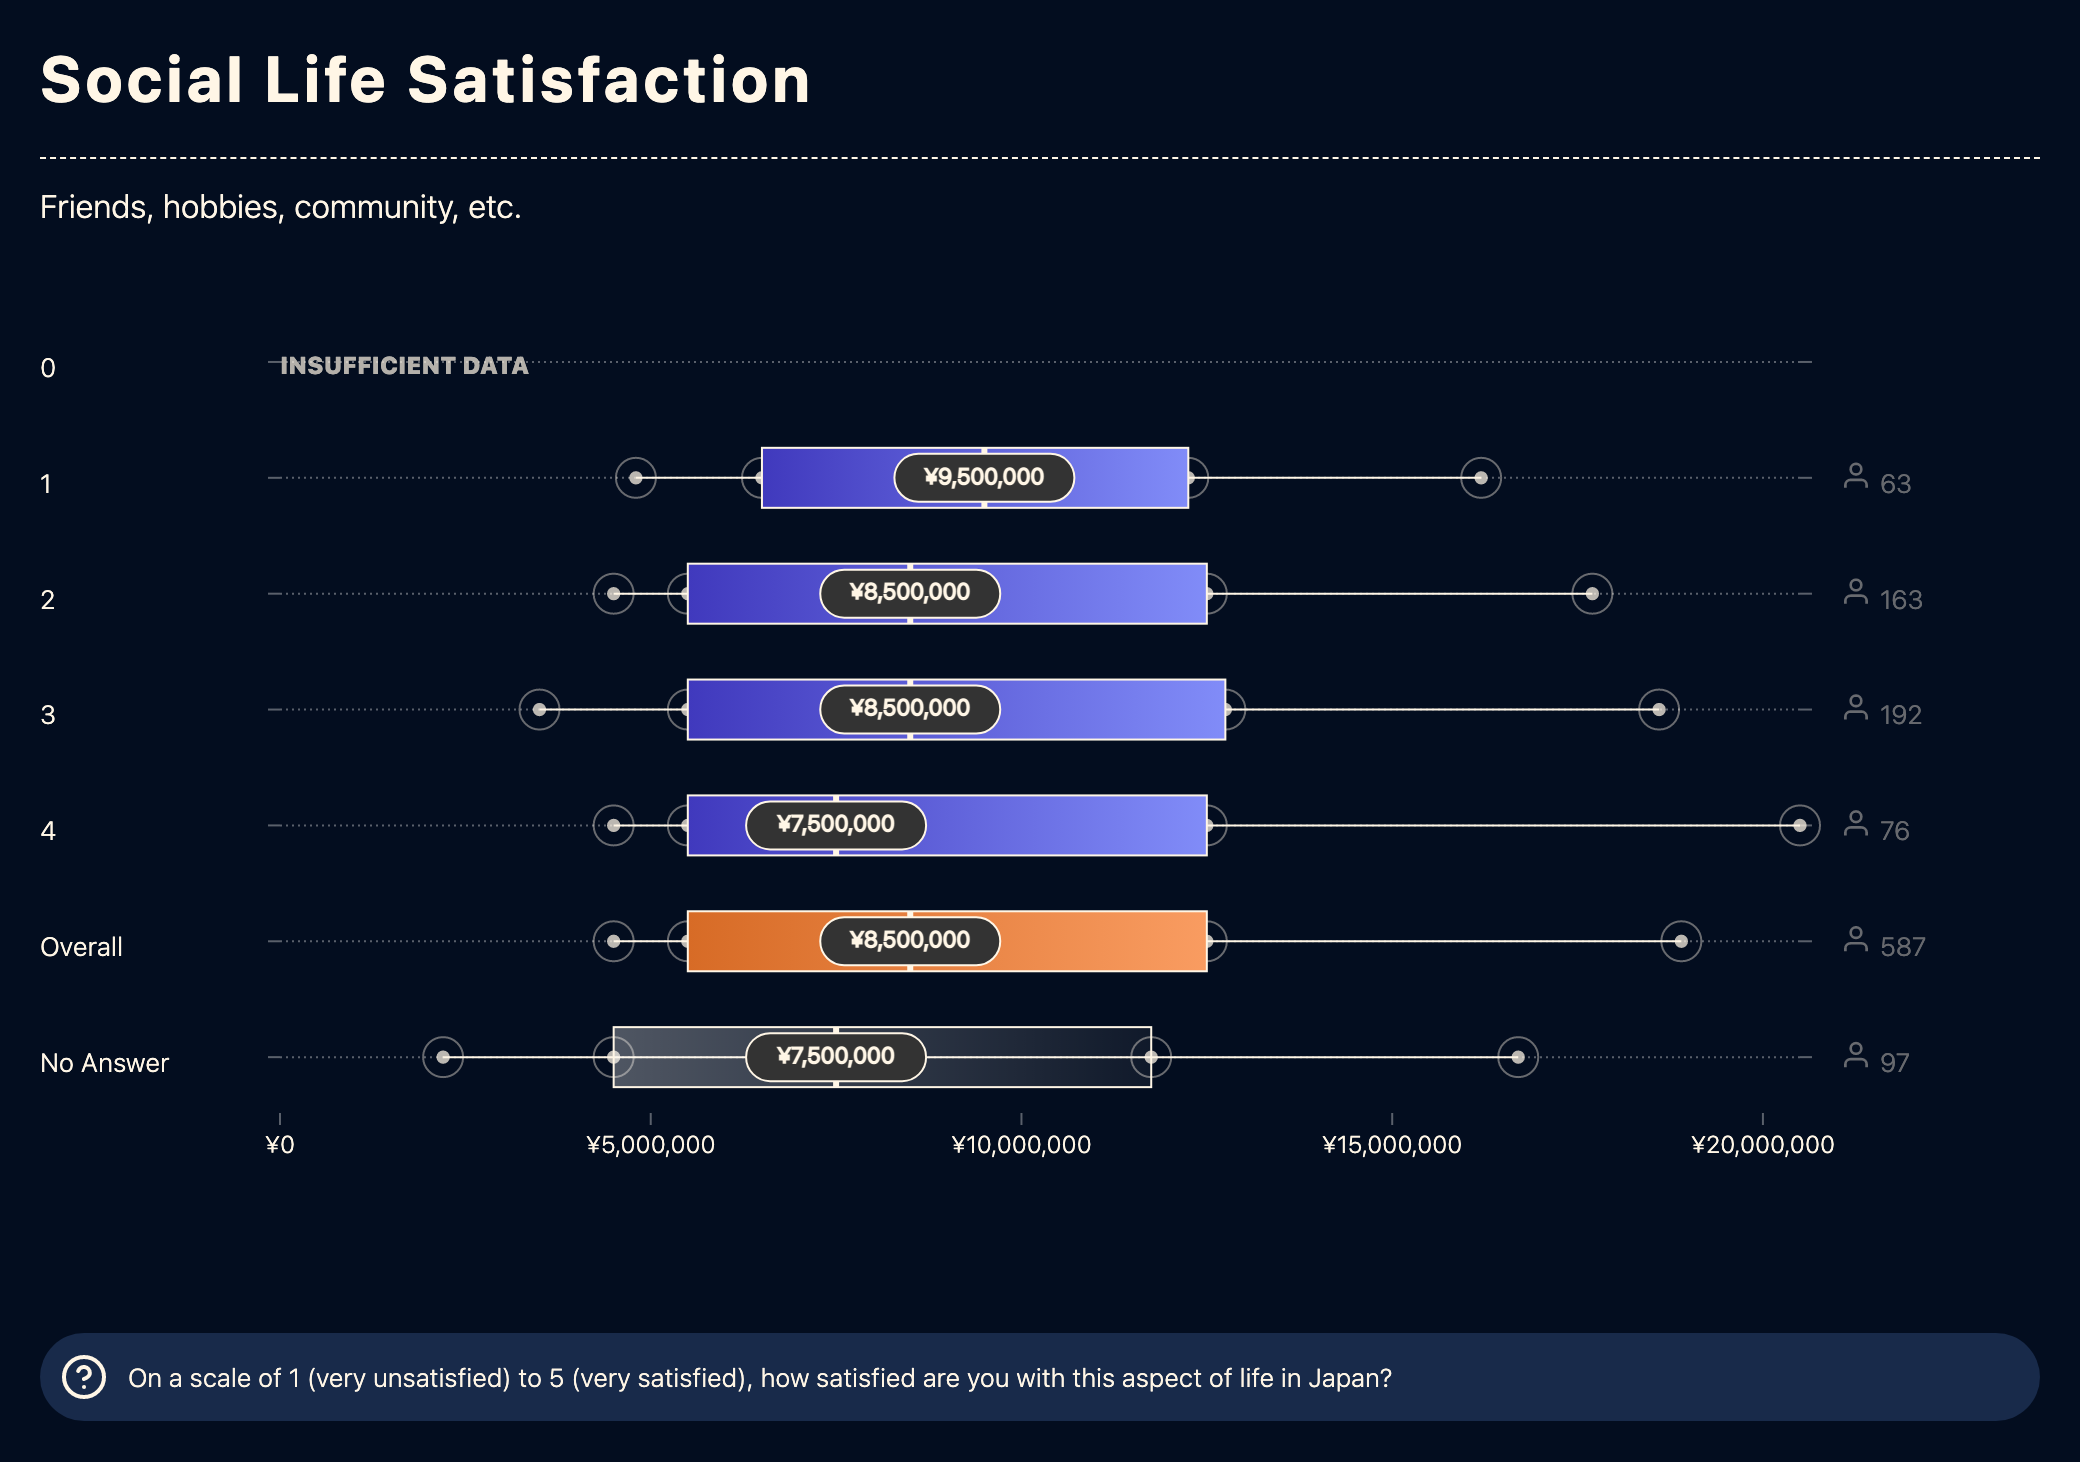 Social Life Satisfaction
Friends, hobbies, community, etc.
0 INSUFFICIENT DATA
1 ¥9,500,000 63
2 ¥8,500,000 163
3 ¥8,500,000 192
4 ¥7,500,000 76
Overall ¥8,500,000 587
No Answer ¥7,500,000 97
¥0 ¥5,000,000 ¥10,000,000 ¥15,000,000 ¥20,000,000
On a scale of 1 (very unsatisfied) to 5 (very satisfied), how satisfied are you with this aspect of life in Japan?